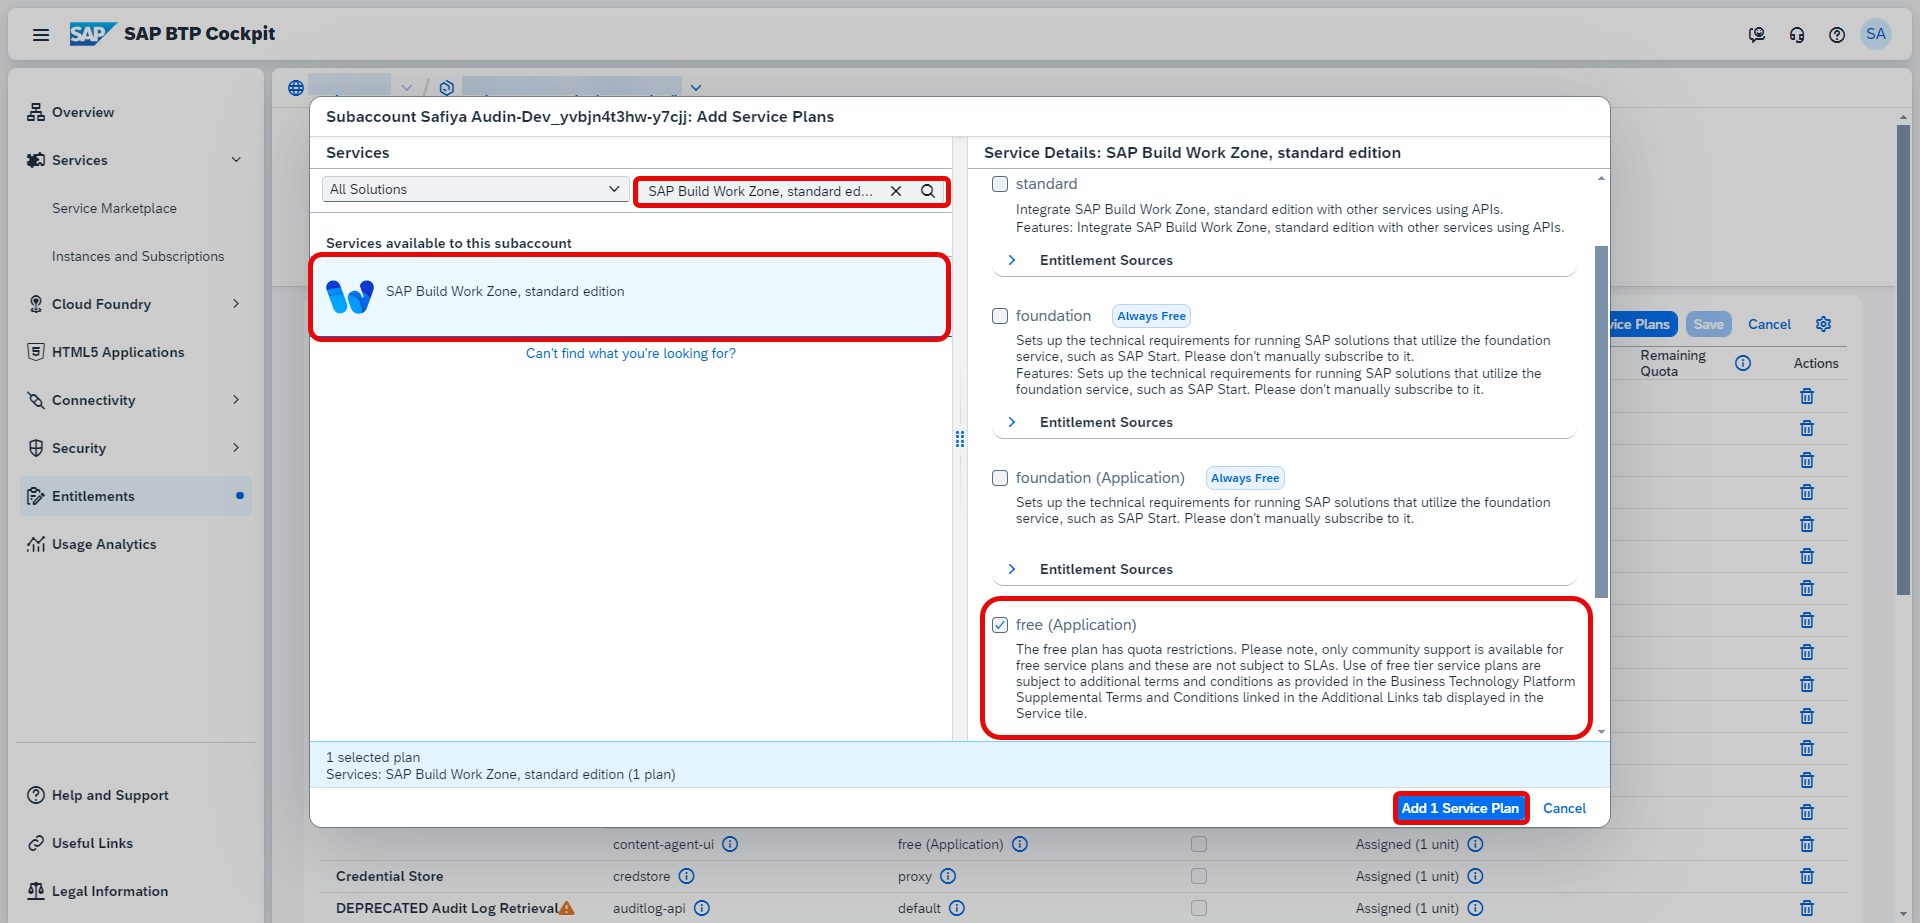 SAP
SAP BTP Cockpit
SA
Overview
Services
Service Marketplace
Instances and Subscriptions
Cloud Foundry
HTML5 Applications
Connectivity
Security
Entitlements
Usage Analytics
Help and Support
Useful Links
Legal Information
Subaccount Safiya Audin-Dev_yvbjn4t3hw-y7cjj: Add Service Plans
Services
All Solutions
SAP Build Work Zone, standard ed...
Services available to this subaccount
SAP Build Work Zone, standard edition
Can't find what you're looking for?
Service Details: SAP Build Work Zone, standard edition
standard
Integrate SAP Build Work Zone, standard edition with other services using APIs.
Features: Integrate SAP Build Work Zone, standard edition with other services using APIs.
Entitlement Sources
foundation Always Free
Sets up the technical requirements for running SAP solutions that utilize the foundation
service, such as SAP Start. Please don't manually subscribe to it.
Features: Sets up the technical requirements for running SAP solutions that utilize the
foundation service, such as SAP Start. Please don't manually subscribe to it.
Entitlement Sources
foundation (Application) Always Free
Sets up the technical requirements for running SAP solutions that utilize the foundation
service, such as SAP Start. Please don't manually subscribe to it.
Entitlement Sources
free (Application)
The free plan has quota restrictions. Please note, only community support is available for
free service plans and these are not subject to SLAs. Use of free tier service plans are
subject to additional terms and conditions as provided in the Business Technology Platform
Supplemental Terms and Conditions linked in the Additional Links tab displayed in the
Service tile.
1 selected plan
Services: SAP Build Work Zone, standard edition (1 plan)
Add 1 Service Plan Cancel
vice Plans Save Cancel
Remaining
Quota
Actions
content-agent-ui free (Application) Assigned (1 unit)
Credential Store credstore proxy Assigned (1 unit)
DEPRECATED Audit Log Retrieval auditlog-api default Assigned (1 unit)